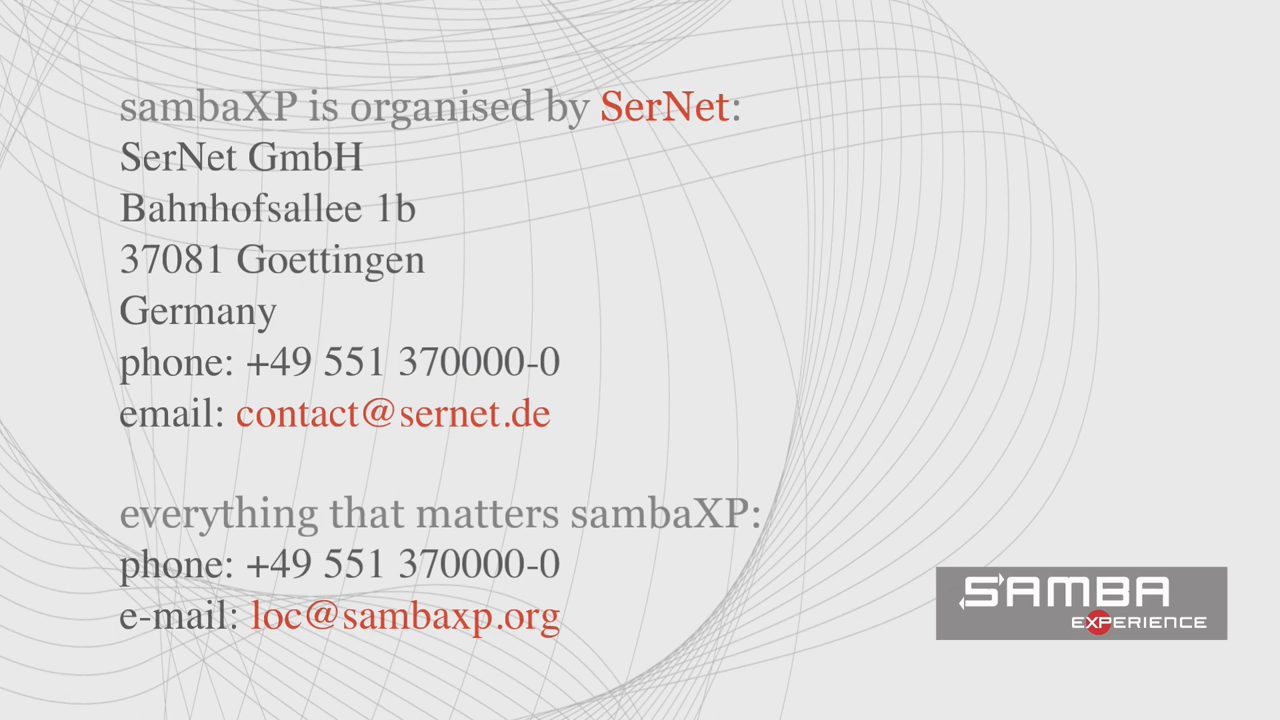 sambaXP is organised by SerNet:
SerNet GmbH
Bahnhofsallee 1b
37081 Goettingen
Germany
phone: +49 551 370000-0
email: contact@sernet.de
everything that matters sambaXP:
phone: +49 551 370000-0
e-mail: loc@sambaxp.org
SAMBA
EXPERIENCE